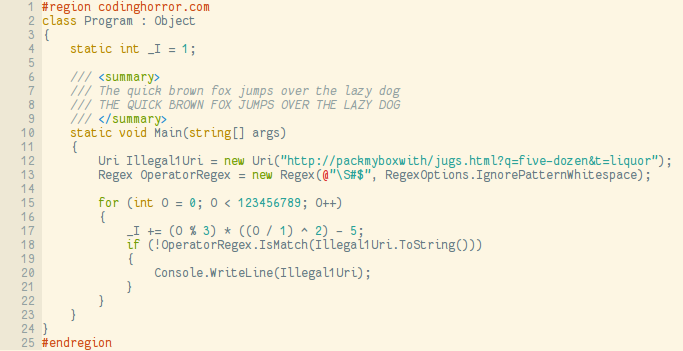 1 #region codinghorror.com
2 class Program : Object
3 {
4     static int _I = 1;
5
6     /// <summary>
7     /// The quick brown fox jumps over the lazy dog
8     /// THE QUICK BROWN FOX JUMPS OVER THE LAZY DOG
9     /// </summary>
10     static void Main(string[] args)
11     {
12         Uri Illegal1Uri = new Uri("http://packmyboxwith/jugs.html?q=five-dozen&t=liquor");
13         Regex OperatorRegex = new Regex(@"\S#$", RegexOptions.IgnorePatternWhitespace);
14
15         for (int O = 0; O < 123456789; O++)
16         {
17             _I += (O % 3) * ((O / 1) ^ 2) - 5;
18             if (!OperatorRegex.IsMatch(Illegal1Uri.ToString()))
19             {
20                 Console.WriteLine(Illegal1Uri);
21             }
22         }
23     }
24 }
25 #endregion